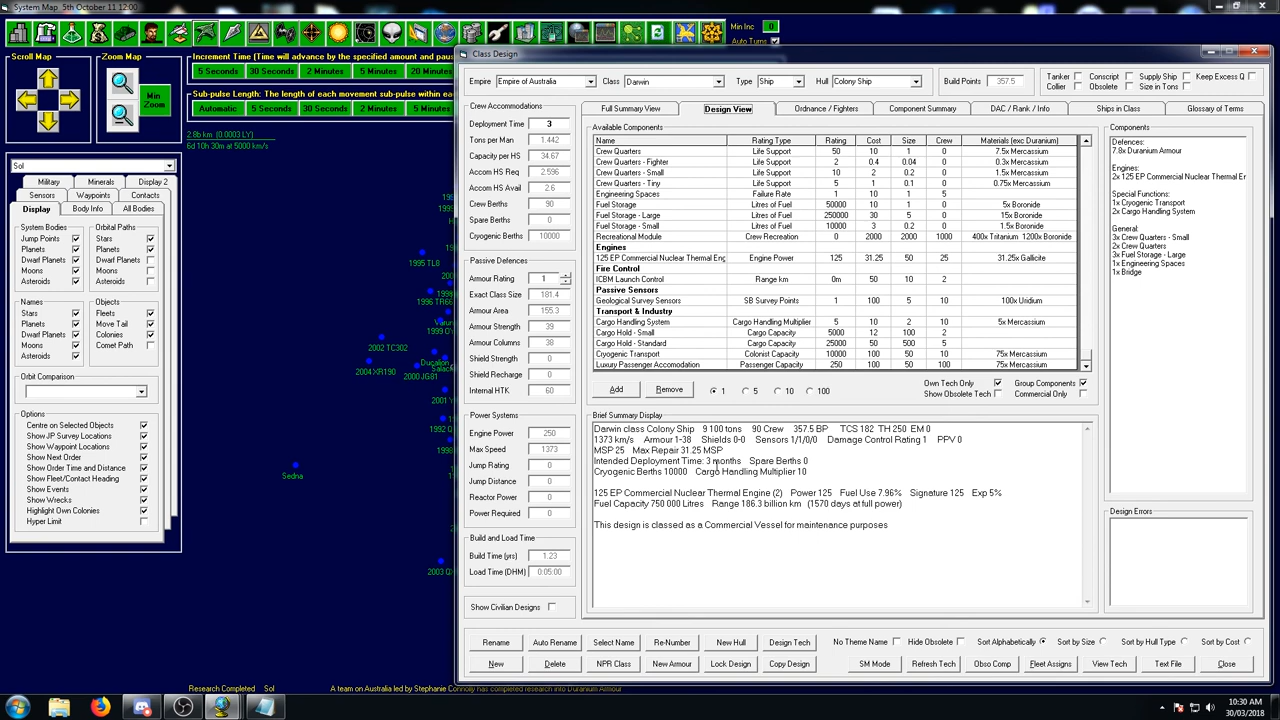 System Map   5th October 11 12:00
Min Inc 0
Auto Turns
Scroll Map
Zoom Map
Min Zoom
Increment Time (Time will advance by the specified amount and paus
5 Seconds 30 Seconds 2 Minutes 5 Minutes 20 Minutes
Sub-pulse Length: The length of each movement sub-pulse within eac
Automatic 5 Seconds 30 Seconds 2 Minutes 5 Minutes
2.8b km  (0.0003 LY)
6d 10h 30m at 5000 km/s
Sol
Military Minerals Display 2
Sensors Waypoints Contacts
Display Body Info All Bodies
System Bodies
Jump Points
Planets
Dwarf Planets
Moons
Asteroids
Orbital Paths
Stars
Planets
Dwarf Planets
Moons
Asteroids
Names
Stars
Planets
Dwarf Planets
Moons
Asteroids
Objects
Fleets
Move Tail
Colonies
Comet Path
Orbit Comparison
Options
Centre on Selected Objects
Show JP Survey Locations
Show Waypoint Locations
Show Next Order
Show Order Time and Distance
Show Fleet/Contact Heading
Show Events
Show Wrecks
Highlight Own Colonies
Hyper Limit
1995 TL8
1996 TR66
2002 TC302
2004 XR190
2000 JG81
Sedna
Research Completed   Sol
A team on Australia led by Stephanie Connolly has completed research into Duranium Armour
Class Design
Empire Empire of Australia Class Darwin Type Ship Hull Colony Ship Build Points 357.5
Tanker Conscript Supply Ship Keep Excess Q
Collier Obsolete Size in Tons
Crew Accommodations
Deployment Time 3
Tons per Man 1.442
Capacity per HS 34.67
Accom HS Req 2.596
Accom HS Avail 2.6
Crew Berths 90
Spare Berths 0
Cryogenic Berths 10000
Passive Defences
Armour Rating 1
Exact Class Size 181.4
Armour Area 155.3
Armour Strength 39
Armour Columns 38
Shield Strength 0
Shield Recharge 0
Internal HTK 60
Power Systems
Engine Power 250
Max Speed 1373
Jump Rating 0
Jump Distance 0
Reactor Power 0
Power Required 0
Build and Load Time
Build Time (yrs) 1.23
Load Time (DHM) 0:05:00
Show Civilian Designs
Full Summary View Design View Ordnance / Fighters Component Summary DAC / Rank / Info Ships in Class Glossary of Terms
Available Components
Name Rating Type Rating Cost Size Crew Materials (exc Duranium)
Crew Quarters Life Support 50 10 1 0 7.5x Mercassium
Crew Quarters - Fighter Life Support 2 0.4 0.04 0 0.3x Mercassium
Crew Quarters - Small Life Support 10 2 0.2 0 1.5x Mercassium
Crew Quarters - Tiny Life Support 5 1 0.1 0 0.75x Mercassium
Engineering Spaces Failure Rate 1 10 1 5
Fuel Storage Litres of Fuel 50000 10 1 0 5x Boronide
Fuel Storage - Large Litres of Fuel 250000 30 5 0 15x Boronide
Fuel Storage - Small Litres of Fuel 10000 3 0.2 0 1.5x Boronide
Recreational Module Crew Recreation 0 2000 2000 1000 400x Tritanium 1200x Boronide
Engines
125 EP Commercial Nuclear Thermal Eng Engine Power 125 31.25 50 25 31.25x Gallicite
Fire Control
ICBM Launch Control Range km 0m 50 10 2
Passive Sensors
Geological Survey Sensors SB Survey Points 1 100 5 10 100x Uridium
Transport & Industry
Cargo Handling System Cargo Handling Multiplier 5 10 2 10 5x Mercassium
Cargo Hold - Small Cargo Capacity 5000 12 100 2
Cargo Hold - Standard Cargo Capacity 25000 50 500 5
Cryogenic Transport Colonist Capacity 10000 100 50 10 75x Mercassium
Luxury Passenger Accomodation Passenger Capacity 250 100 50 50 75x Mercassium
Add Remove 1 5 10 100
Own Tech Only Group Components
Show Obsolete Tech Commercial Only
Brief Summary Display
Darwin class Colony Ship    9 100 tons    90 Crew    357.5 BP    TCS 182  TH 250  EM 0
1373 km/s    Armour 1-38    Shields 0-0    Sensors 1/1/0/0    Damage Control Rating 1    PPV 0
MSP 25    Max Repair 31.25 MSP
Intended Deployment Time: 3 months    Spare Berths 0
Cryogenic Berths 10000    Cargo Handling Multiplier 10
125 EP Commercial Nuclear Thermal Engine (2)    Power 125    Fuel Use 7.96%    Signature 125    Exp 5%
Fuel Capacity 750 000 Litres    Range 186.3 billion km   (1570 days at full power)
This design is classed as a Commercial Vessel for maintenance purposes
Components
Defences:
7.8x Duranium Armour
Engines:
2x 125 EP Commercial Nuclear Thermal Er
Special Functions:
1x Cryogenic Transport
2x Cargo Handling System
General:
3x Crew Quarters - Small
2x Crew Quarters
3x Fuel Storage - Large
1x Engineering Spaces
1x Bridge
Design Errors
Rename Auto Rename Select Name Re-Number New Hull Design Tech No Theme Name Hide Obsolete Sort Alphabetically Sort by Size Sort by Hull Type Sort by Cost
New Delete NPR Class New Armour Lock Design Copy Design SM Mode Refresh Tech Obso Comp Fleet Assigns View Tech Text File Close
10:30 AM
30/03/2018